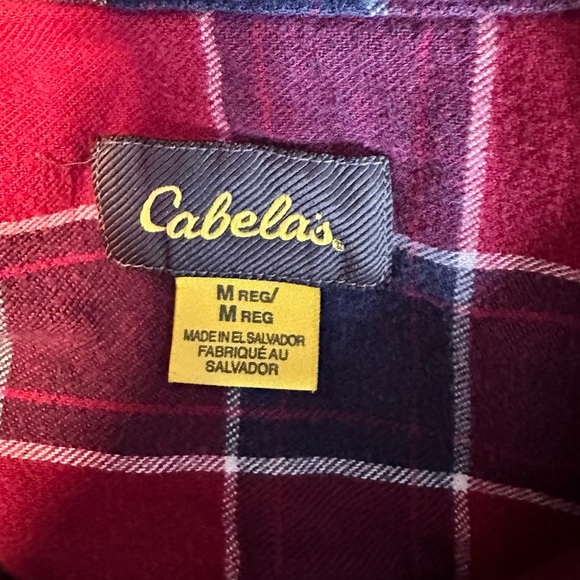 Cabela's®
M REG/
M REG
MADE IN EL SALVADOR
FABRIQUÉ AU
SALVADOR